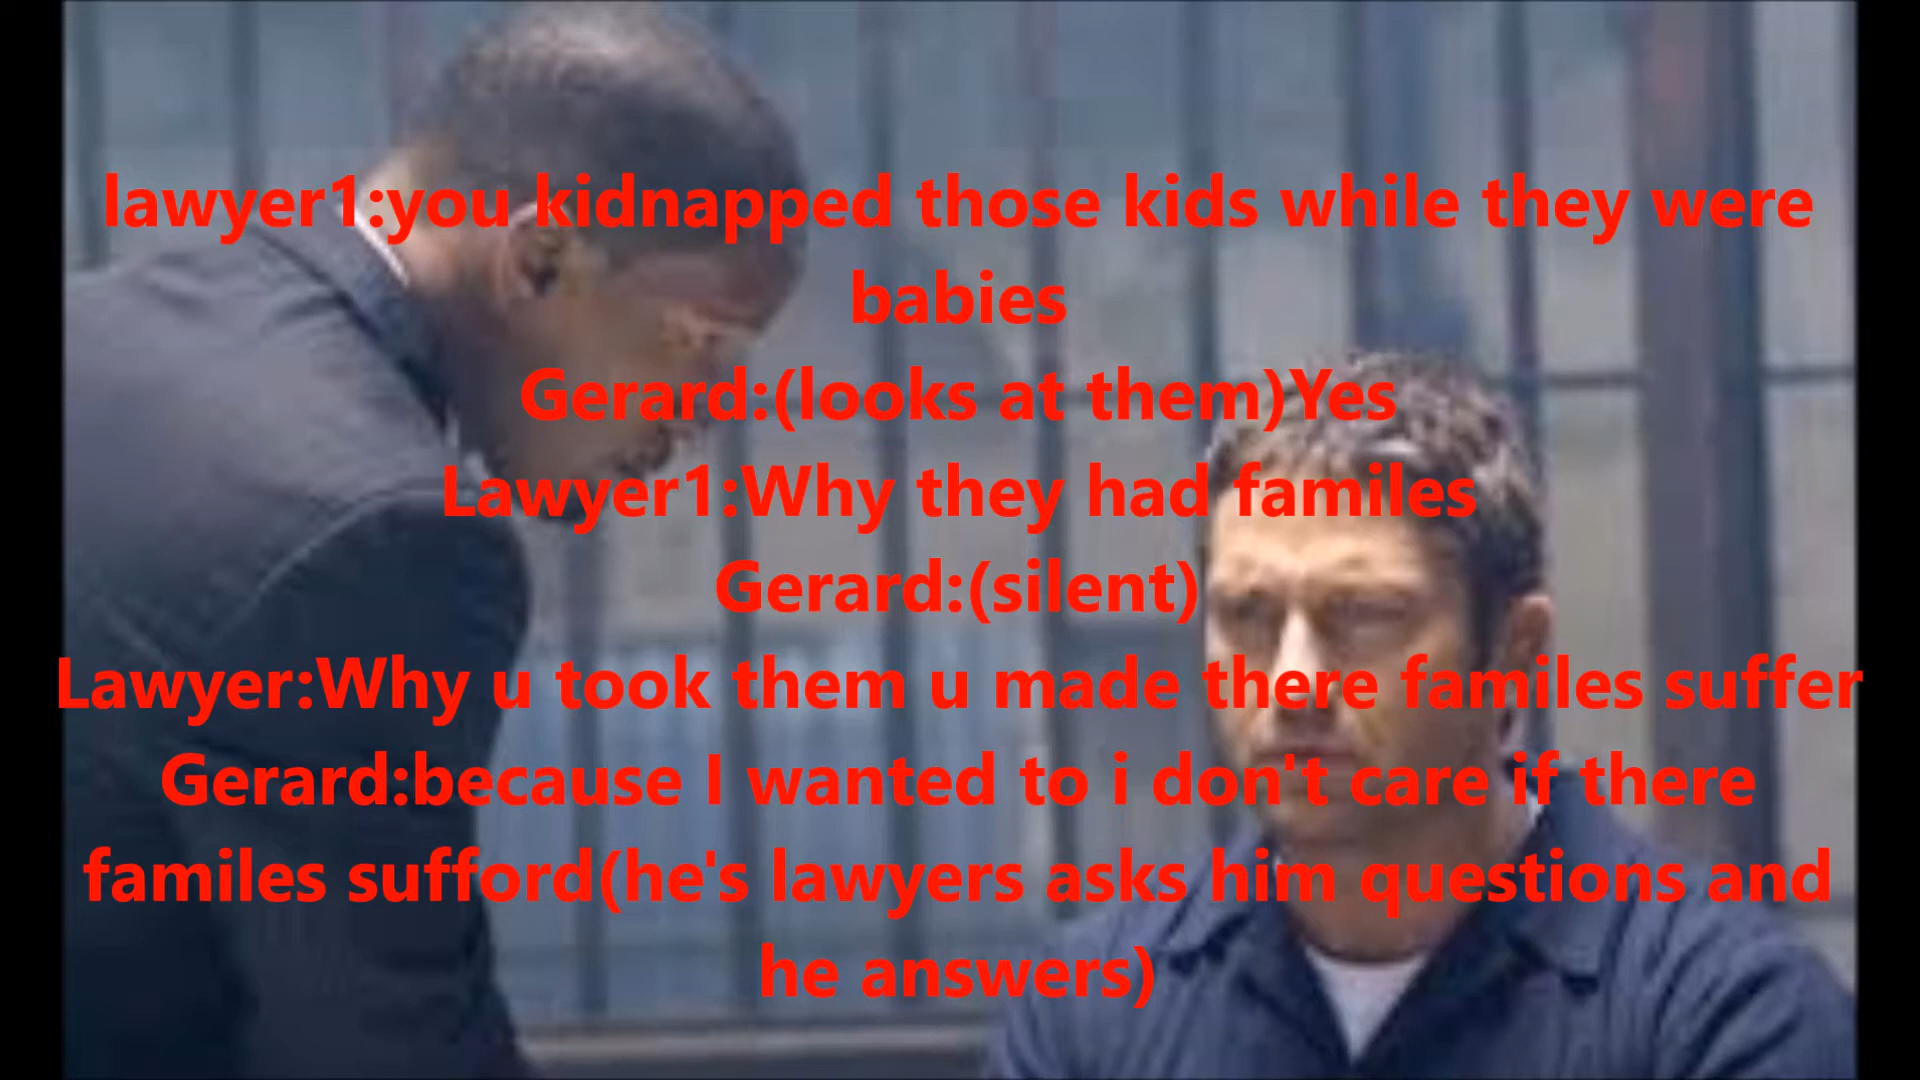 lawyer1:you kidnapped those kids while they were
babies
Gerard:(looks at them)Yes
Lawyer1:Why they had familes
Gerard:(silent)
Lawyer:Why u took them u made there familes suffer
Gerard:because I wanted to i don't care if there
familes sufford(he's lawyers asks him questions and
he answers)